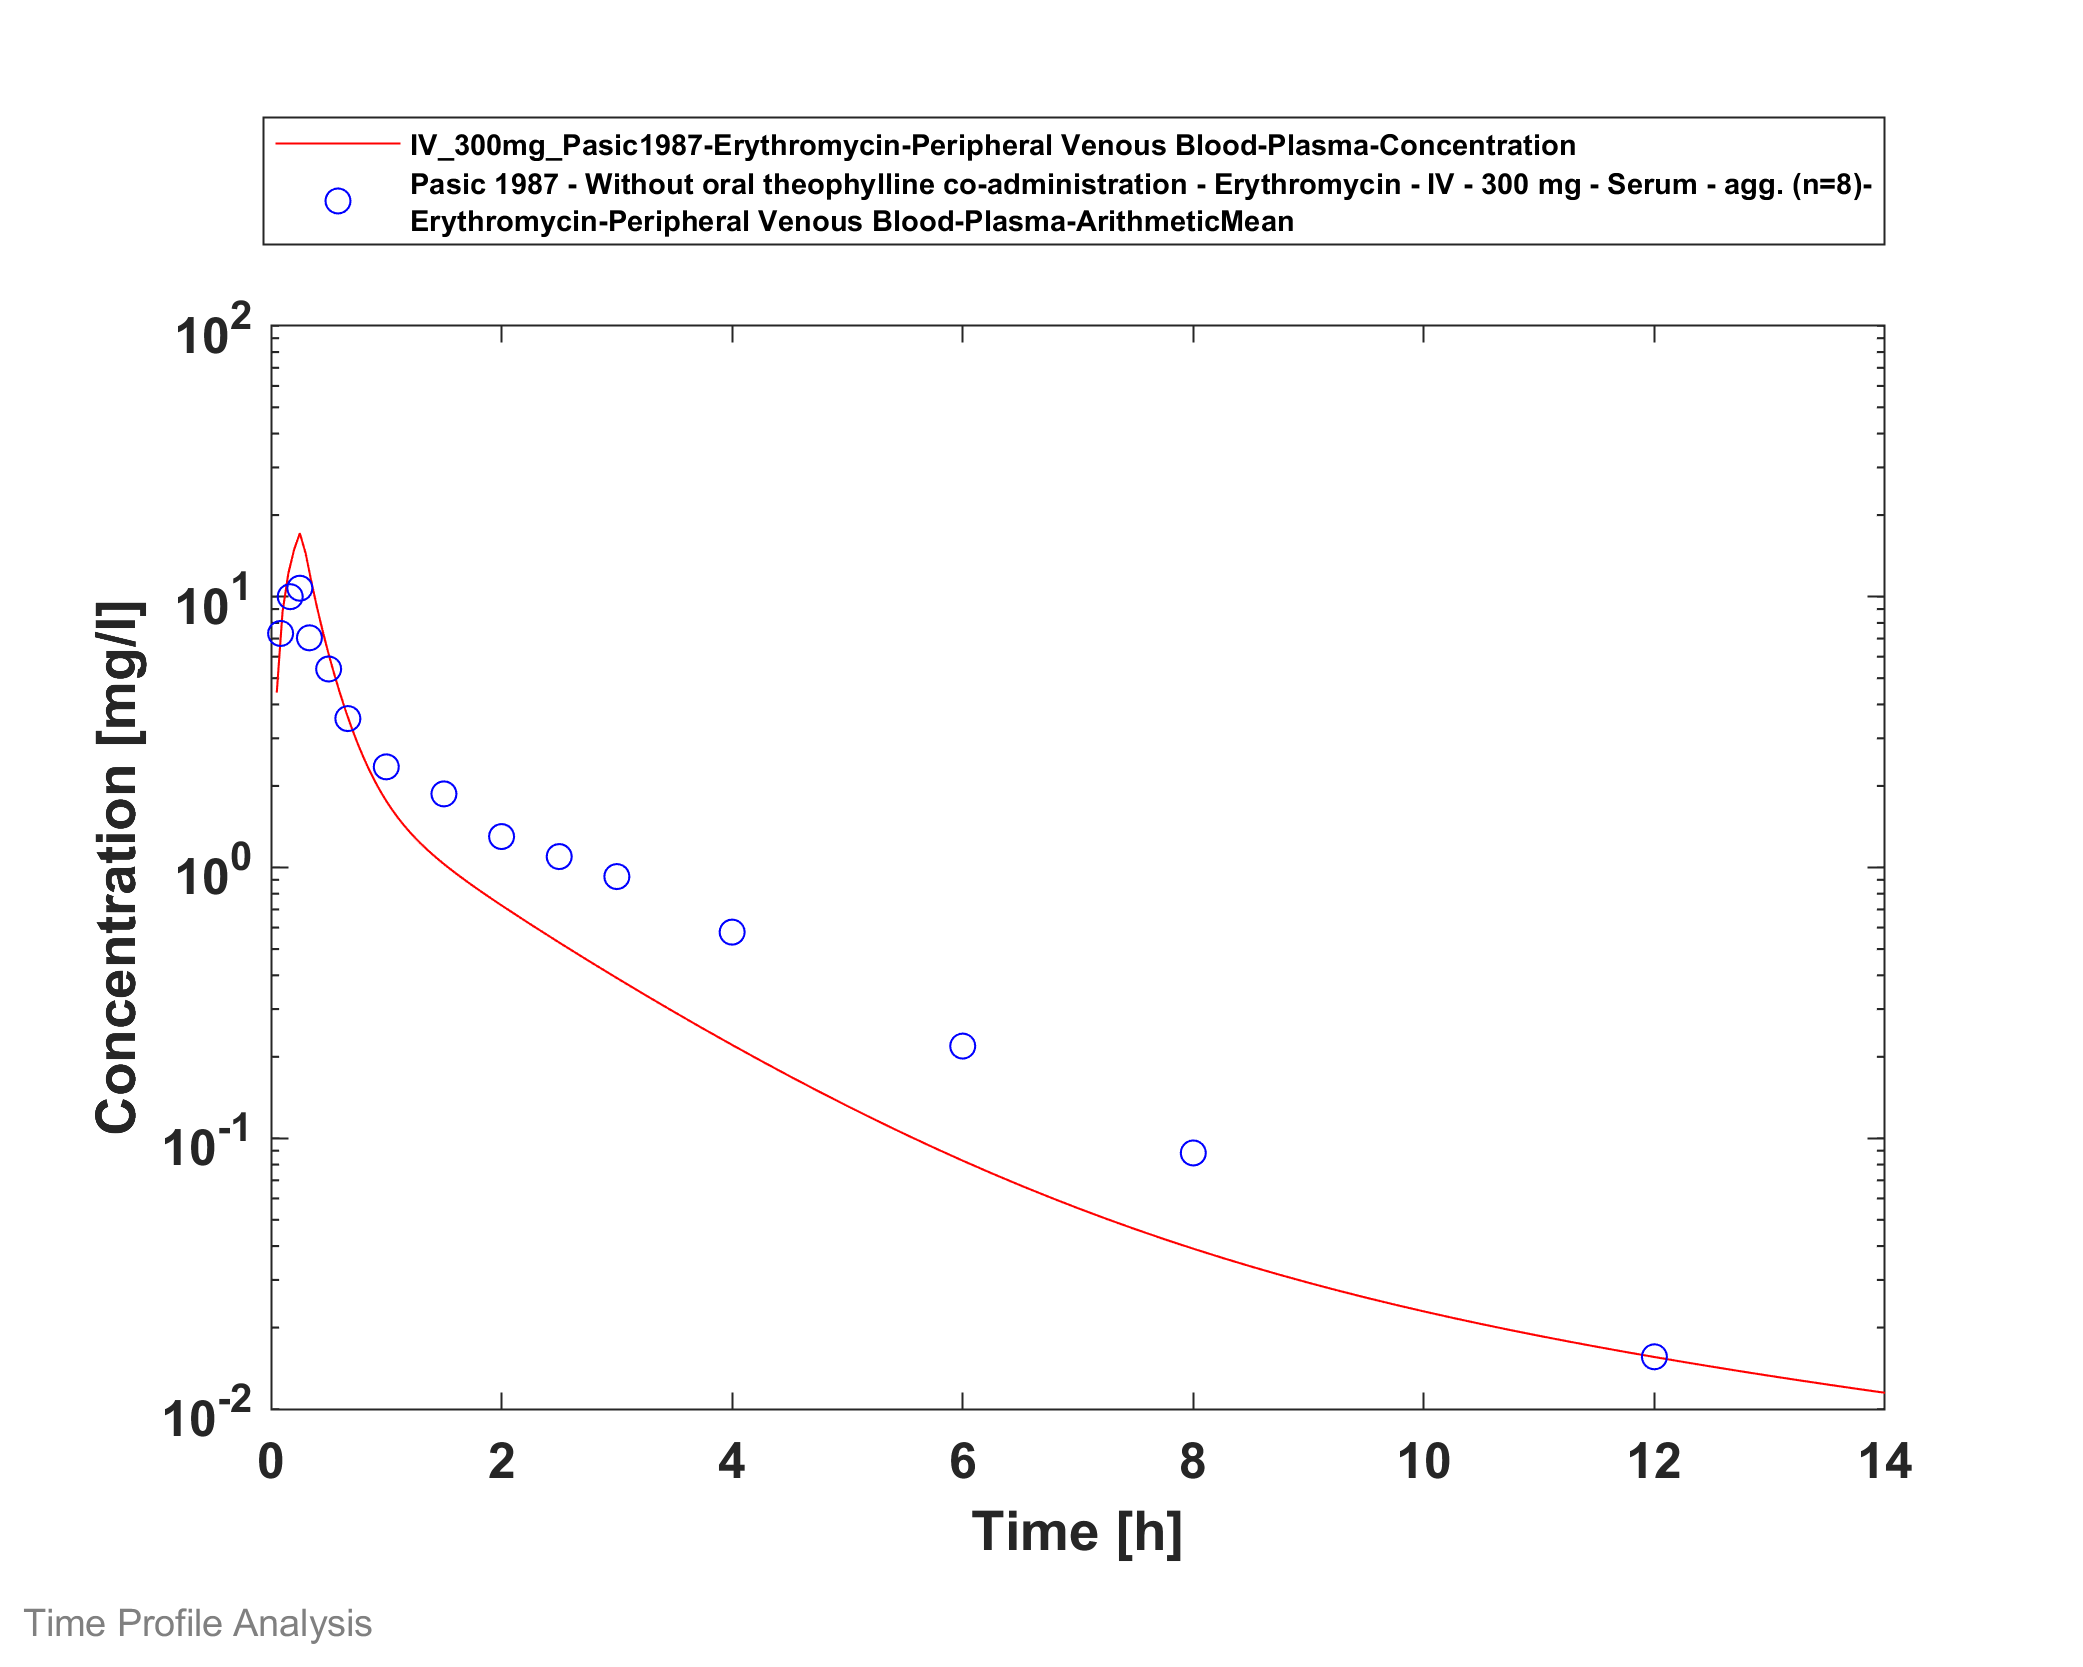 IV_300mg_Pasic1987-Erythromycin-Peripheral Venous Blood-Plasma-Concentration
Pasic 1987 - Without oral theophylline co-administration - Erythromycin - IV - 300 mg - Serum - agg. (n=8)-
Erythromycin-Peripheral Venous Blood-Plasma-ArithmeticMean
10^2
10^1
10^0
10^-1
10^-2
Concentration [mg/l]
0 2 4 6 8 10 12 14
Time [h]
Time Profile Analysis